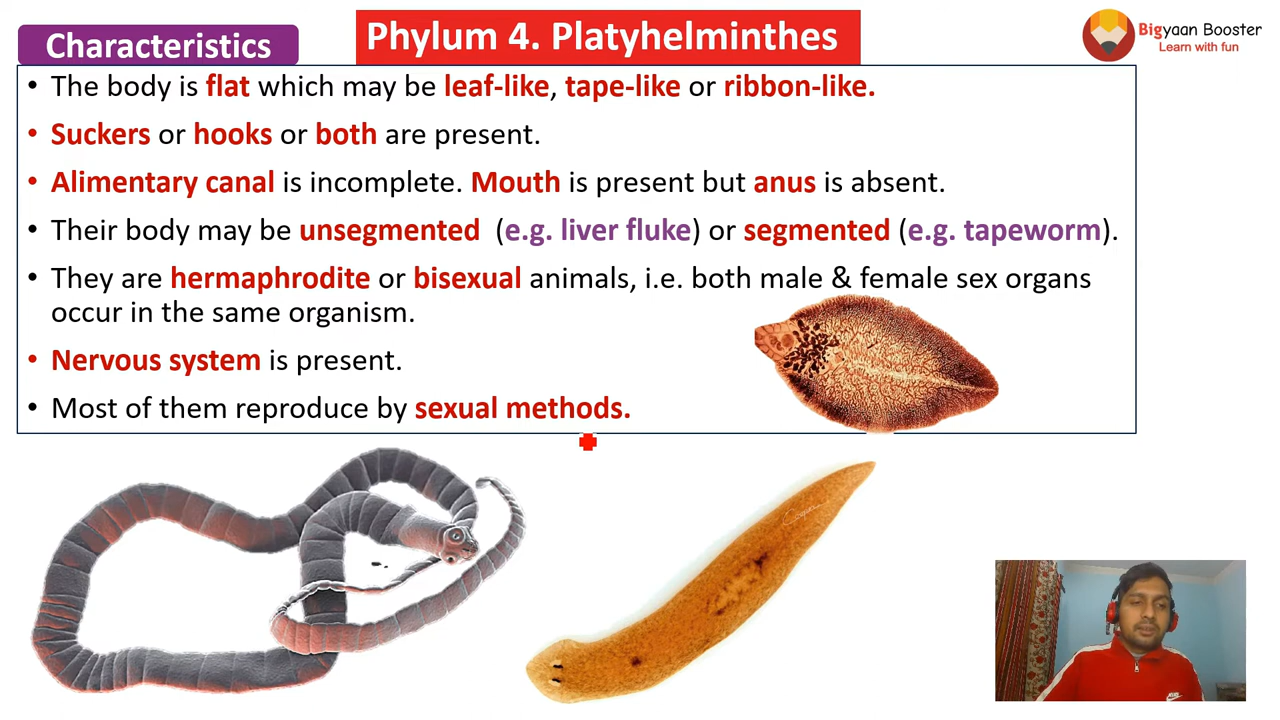 Characteristics
Phylum 4. Platyhelminthes
Bigyaan Booster
Learn with fun
• The body is flat which may be leaf-like, tape-like or ribbon-like.
• Suckers or hooks or both are present.
• Alimentary canal is incomplete. Mouth is present but anus is absent.
• Their body may be unsegmented (e.g. liver fluke) or segmented (e.g. tapeworm).
• They are hermaphrodite or bisexual animals, i.e. both male & female sex organs
occur in the same organism.
• Nervous system is present.
• Most of them reproduce by sexual methods.